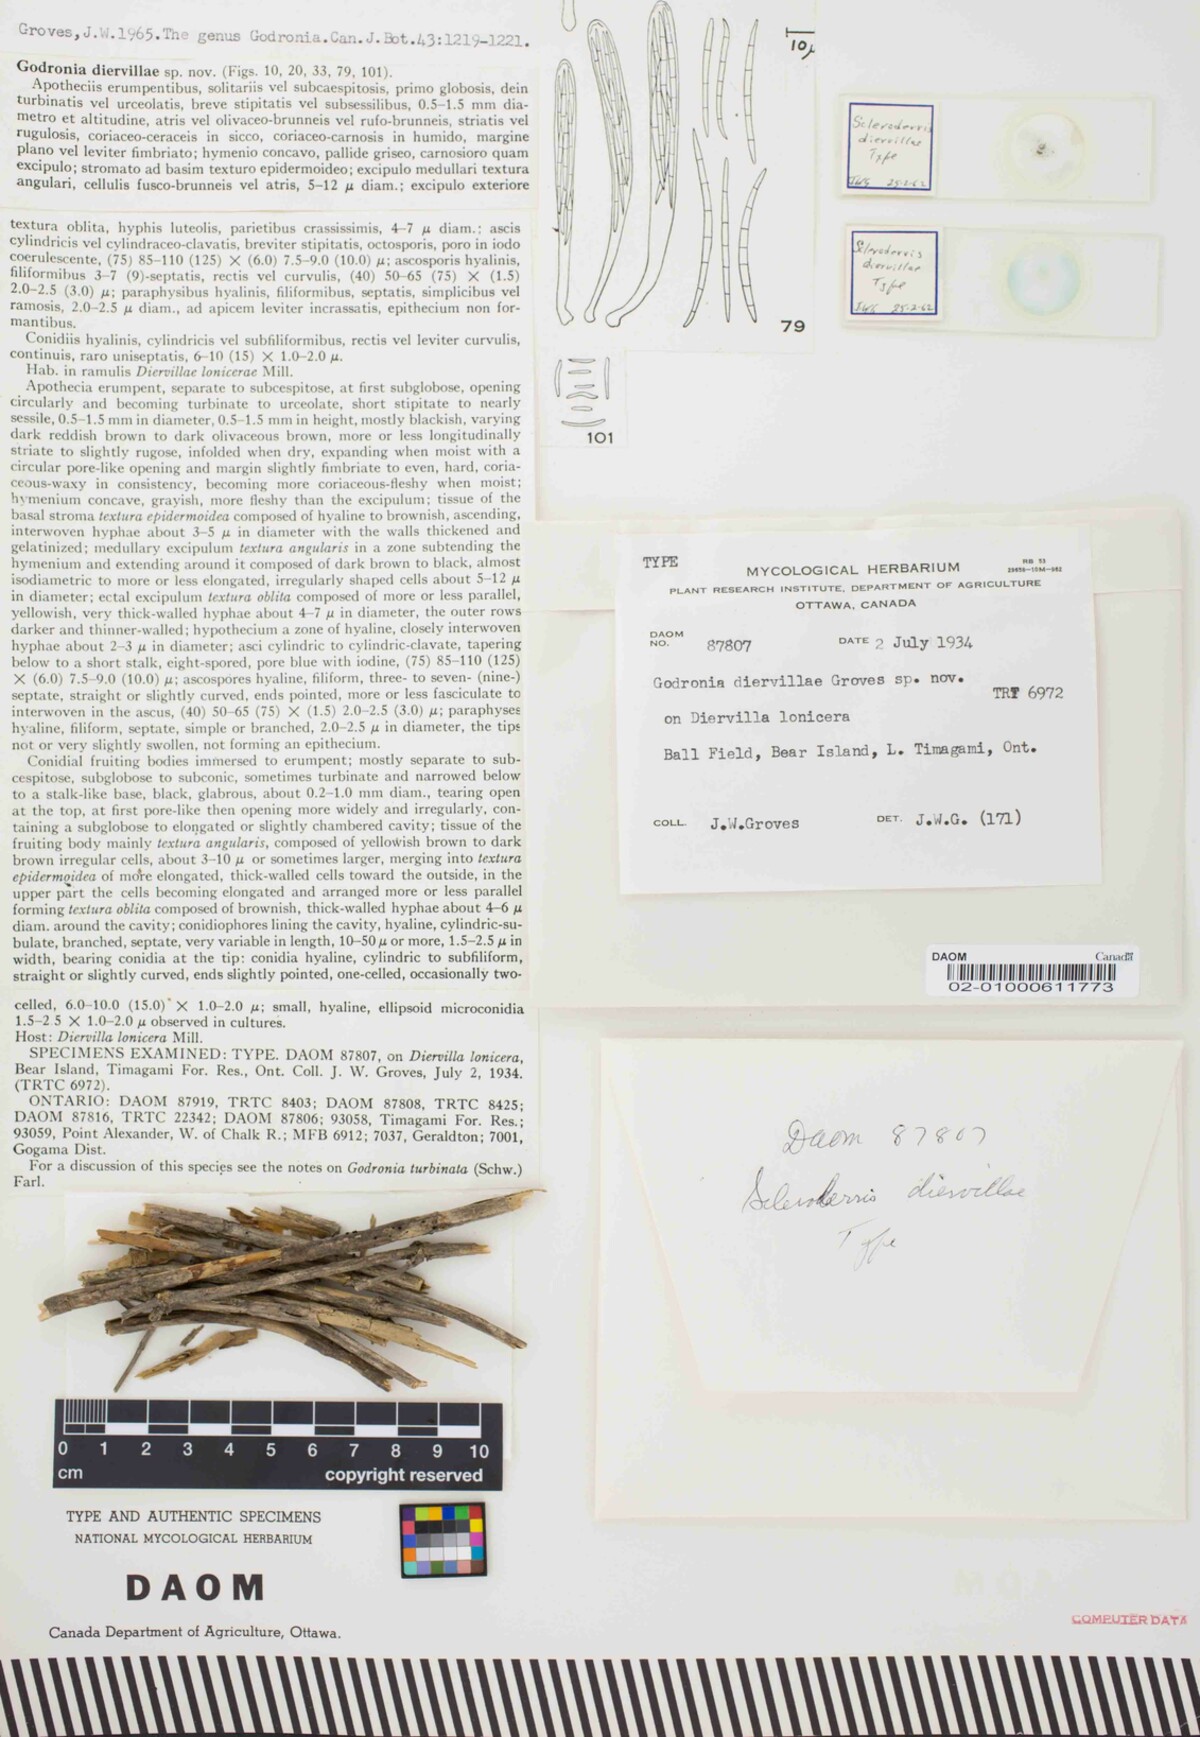 Groves,J.W.1965.The genus Godronia.Can.J.Bot.43:1219-1221.
Godronia diervillae sp. nov. (Figs. 10, 20, 33, 79, 101).
Apotheciis erumpentibus, solitariis vel subcaespitosis, primo globosis, dein
turbinatis vel urceolatis, breve stipitatis vel subsessilibus, 0.5–1.5 mm dia-
metro et altitudine, atris vel olivaceo-brunneis vel rufo-brunneis, striatis vel
rugulosis, coriaceo-ceraceis in sicco, coriaceo-carnosis in humido, margine
plano vel leviter fimbriato; hymenio concavo, pallide griseo, carnosioro quam
excipulo; stromato ad basim texturo epidermoideo; excipulo medullari textura
angulari, cellulis fusco-brunneis vel atris, 5–12 μ diam.; excipulo exteriore
textura oblita, hyphis luteolis, parietibus crassissimis, 4–7 μ diam.; ascis
cylindricis vel cylindraceo-clavatis, breviter stipitatis, octosporis, poro in iodo
coerulescente, (75) 85–110 (125) × (6.0) 7.5–9.0 (10.0) μ; ascosporis hyalinis,
filiformibus 3–7 (9)-septatis, rectis vel curvulis, (40) 50–65 (75) × (1.5)
2.0–2.5 (3.0) μ; paraphysibus hyalinis, filiformibus, septatis, simplicibus vel
ramosis, 2.0–2.5 μ diam., ad apicem leviter incrassatis, epithecium non for-
mantibus.
Conidiis hyalinis, cylindricis vel subfiliformibus, rectis vel leviter curvulis,
continuis, raro uniseptatis, 6–10 (15) × 1.0–2.0 μ.
Hab. in ramulis Diervillae lonicerae Mill.
Apothecia erumpent, separate to subcespitose, at first subglobose, opening
circularly and becoming turbinate to urceolate, short stipitate to nearly
sessile, 0.5–1.5 mm in diameter, 0.5–1.5 mm in height, mostly blackish, varying
dark reddish brown to dark olivaceous brown, more or less longitudinally
striate to slightly rugose, infolded when dry, expanding when moist with a
circular pore-like opening and margin slightly fimbriate to even, hard, coria-
ceous-waxy in consistency, becoming more coriaceous-fleshy when moist;
hymenium concave, grayish, more fleshy than the excipulum; tissue of the
basal stroma textura epidermoidea composed of hyaline to brownish, ascending,
interwoven hyphae about 3–5 μ in diameter with the walls thickened and
gelatinized; medullary excipulum textura angularis in a zone subtending the
hymenium and extending around it composed of dark brown to black, almost
isodiametric to more or less elongated, irregularly shaped cells about 5–12 μ
in diameter; ectal excipulum textura oblita composed of more or less parallel,
yellowish, very thick-walled hyphae about 4–7 μ in diameter, the outer rows
darker and thinner-walled; hypothecium a zone of hyaline, closely interwoven
hyphae about 2–3 μ in diameter; asci cylindric to cylindric-clavate, tapering
below to a short stalk, eight-spored, pore blue with iodine, (75) 85–110 (125)
× (6.0) 7.5–9.0 (10.0) μ; ascospores hyaline, filiform, three- to seven- (nine-)
septate, straight or slightly curved, ends pointed, more or less fasciculate to
interwoven in the ascus, (40) 50–65 (75) × (1.5) 2.0–2.5 (3.0) μ; paraphyses
hyaline, filiform, septate, simple or branched, 2.0–2.5 μ in diameter, the tips
not or very slightly swollen, not forming an epithecium.
Conidial fruiting bodies immersed to erumpent; mostly separate to sub-
cespitose, subglobose to subconic, sometimes turbinate and narrowed below
to a stalk-like base, black, glabrous, about 0.2–1.0 mm diam., tearing open
at the top, at first pore-like then opening more widely and irregularly, con-
taining a subglobose to elongated or slightly chambered cavity; tissue of the
fruiting body mainly textura angularis, composed of yellowish brown to dark
brown irregular cells, about 3–10 μ or sometimes larger, merging into textura
epidermoidea of more elongated, thick-walled cells toward the outside, in the
upper part the cells becoming elongated and arranged more or less parallel
forming textura oblita composed of brownish, thick-walled hyphae about 4–6 μ
diam. around the cavity; conidiophores lining the cavity, hyaline, cylindric-su-
bulate, branched, septate, very variable in length, 10–50 μ or more, 1.5–2.5 μ in
width, bearing conidia at the tip: conidia hyaline, cylindric to subfiliform,
straight or slightly curved, ends slightly pointed, one-celled, occasionally two-
celled, 6.0–10.0 (15.0) × 1.0–2.0 μ; small, hyaline, ellipsoid microconidia
1.5–2.5 × 1.0–2.0 μ observed in cultures.
Host: Diervilla lonicera Mill.
SPECIMENS EXAMINED: TYPE. DAOM 87807, on Diervilla lonicera,
Bear Island, Timagami For. Res., Ont. Coll. J. W. Groves, July 2, 1934.
(TRTC 6972).
ONTARIO: DAOM 87919, TRTC 8403; DAOM 87808, TRTC 8425;
DAOM 87816, TRTC 22342; DAOM 87806; 93058, Timagami For. Res.;
93059, Point Alexander, W. of Chalk R.; MFB 6912; 7037, Geraldton; 7001,
Gogama Dist.
For a discussion of this species see the notes on Godronia turbinata (Schw.)
Farl.
10μ
79
101
Scleroderris
diervillae
Type
JWG 25-2-62
Scleroderris
diervillae
Type
JWG 25-2-62
TYPE
MYCOLOGICAL HERBARIUM
RB 53
PLANT RESEARCH INSTITUTE, DEPARTMENT OF AGRICULTURE
OTTAWA, CANADA
DAOM
NO. 87807 DATE 2 July 1934
Godronia diervillae Groves sp. nov.
TRT 6972
on Diervilla lonicera
Ball Field, Bear Island, L. Timagami, Ont.
COLL. J.W.Groves DET. J.W.G. (171)
DAOM Canada
02-01000611773
Daom 87807
Scleroderris diervillae
Type
0 1 2 3 4 5 6 7 8 9 10
cm copyright reserved
TYPE AND AUTHENTIC SPECIMENS
NATIONAL MYCOLOGICAL HERBARIUM
DAOM
Canada Department of Agriculture, Ottawa.
COMPUTER DATA